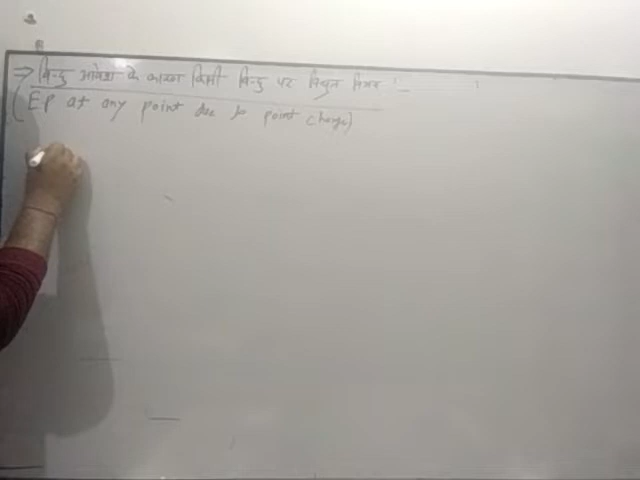 ⇒ बिन्दु आवेश के कारण किसी बिन्दु पर विद्युत विभव :-
(EP at any point due to point charge)